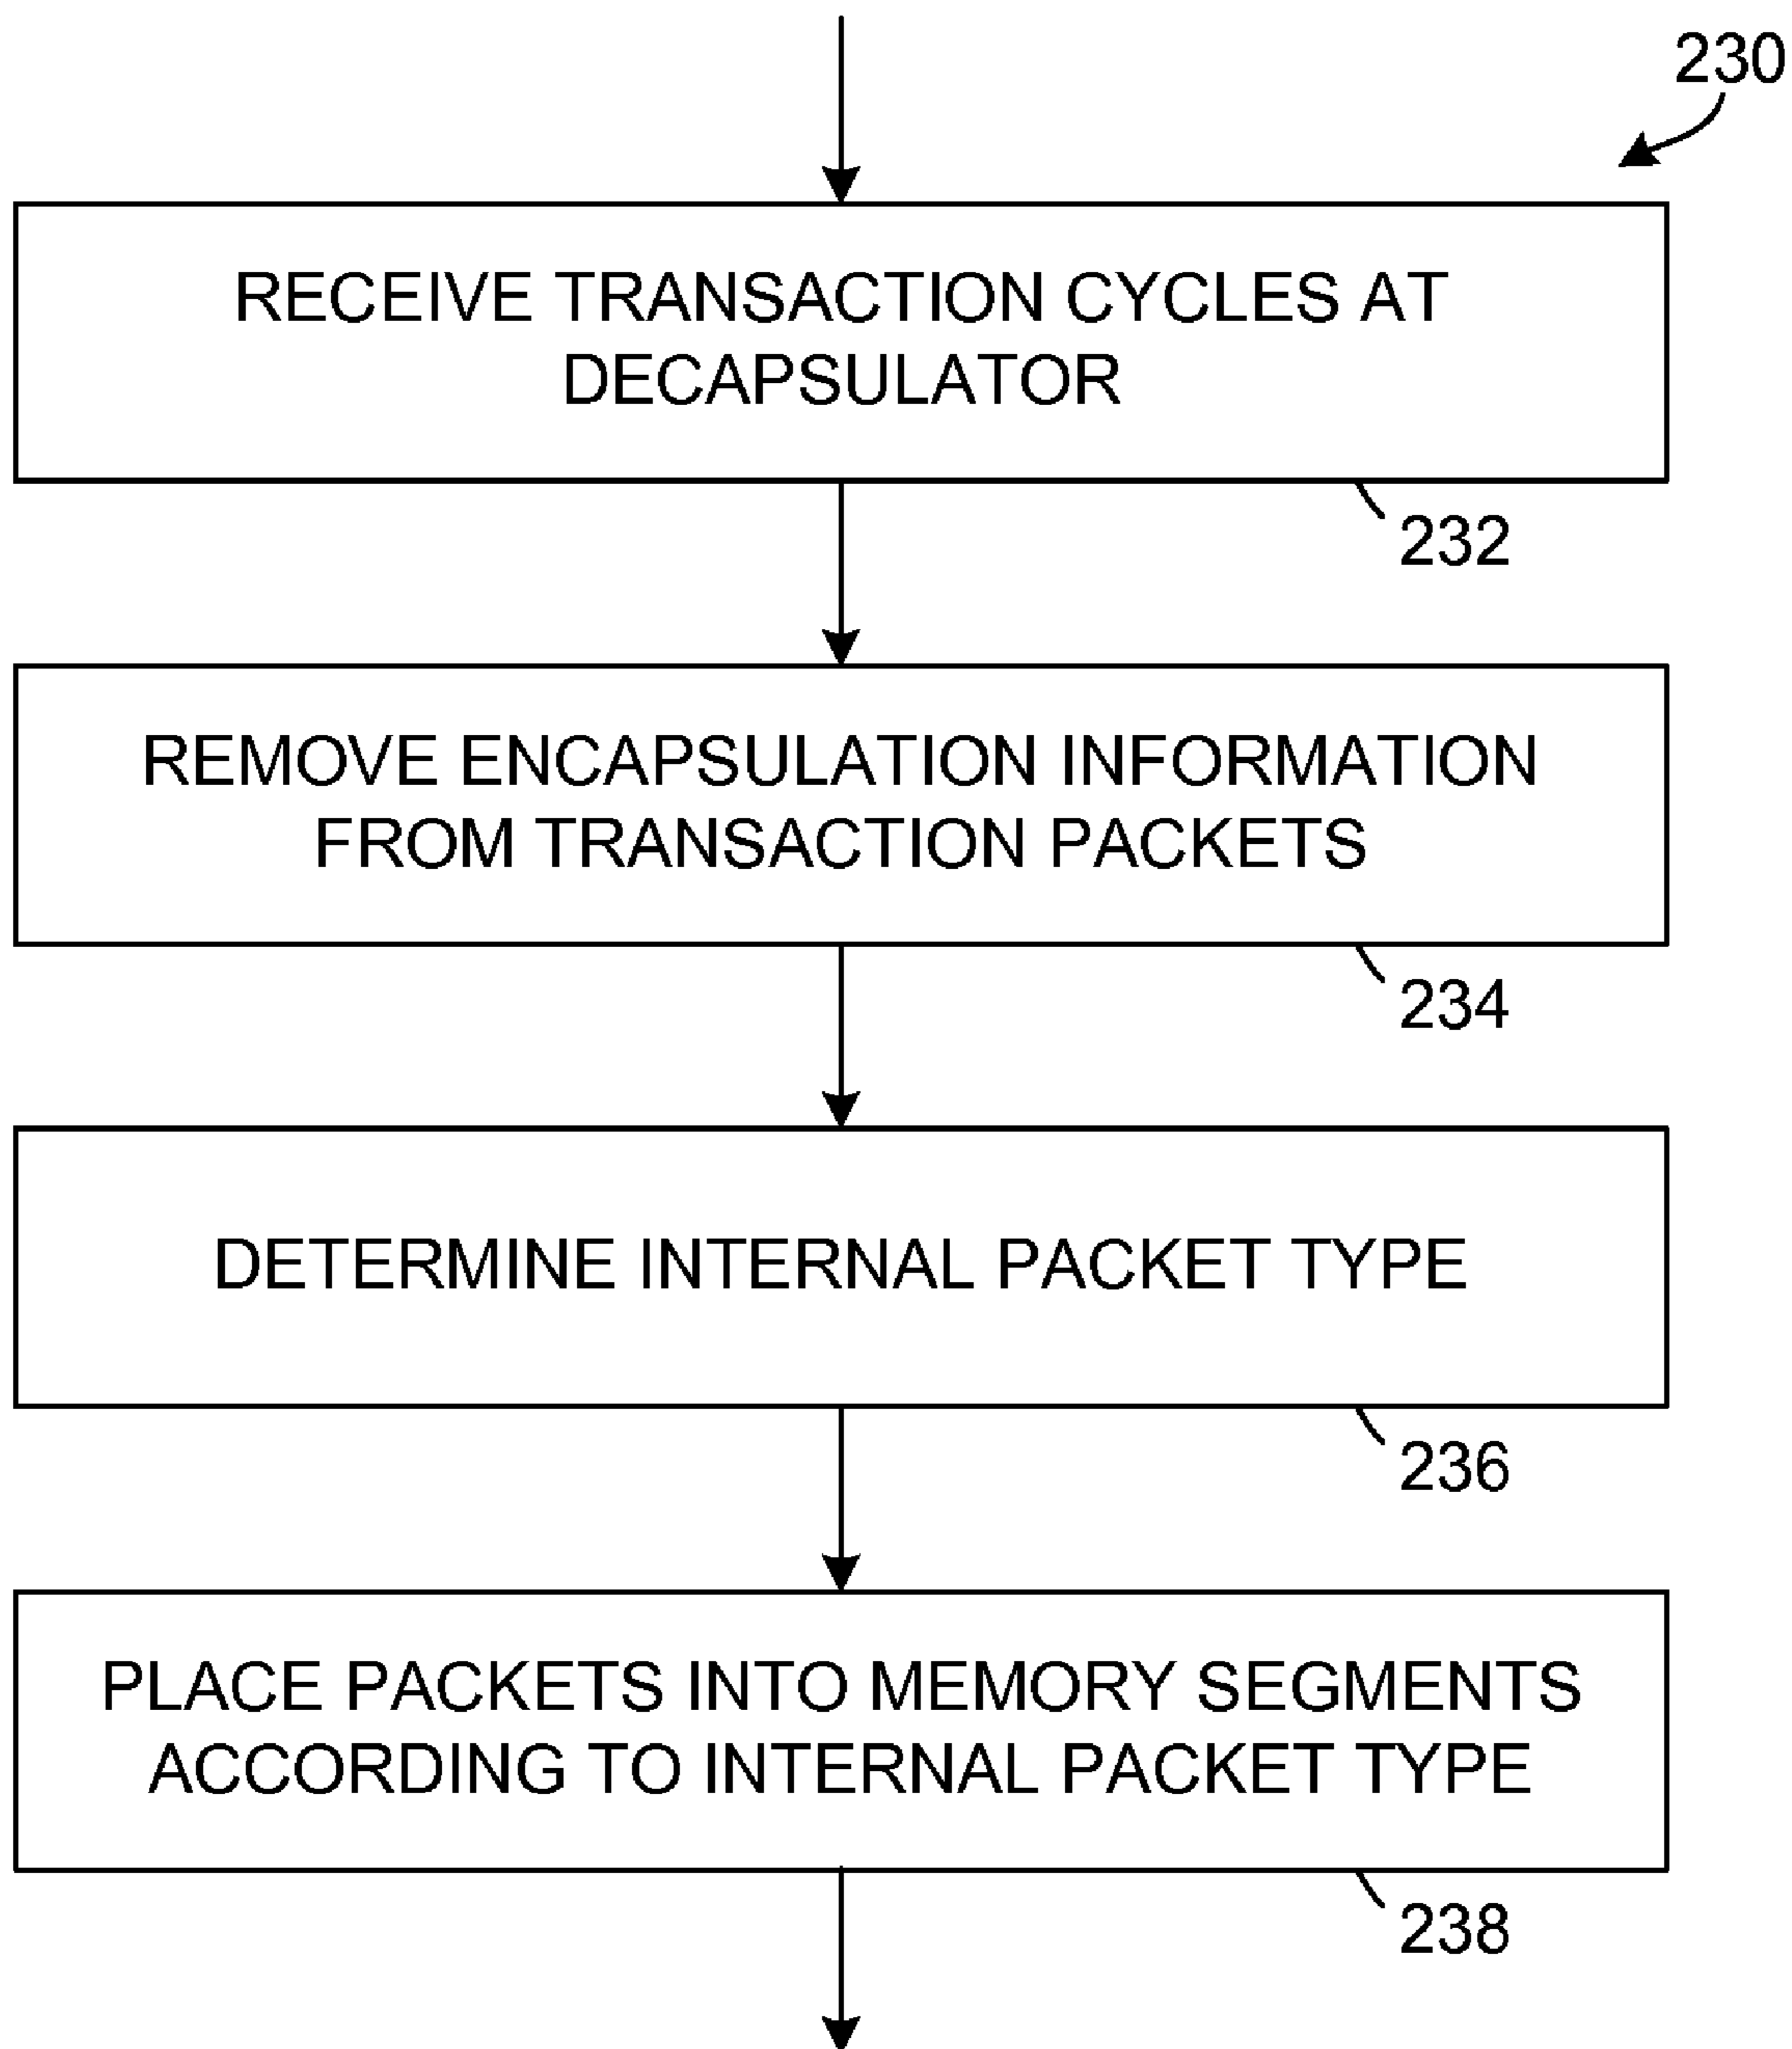 230
RECEIVE TRANSACTION CYCLES AT
DECAPSULATOR
232
REMOVE ENCAPSULATION INFORMATION
FROM TRANSACTION PACKETS
234
DETERMINE INTERNAL PACKET TYPE
236
PLACE PACKETS INTO MEMORY SEGMENTS
ACCORDING TO INTERNAL PACKET TYPE
238